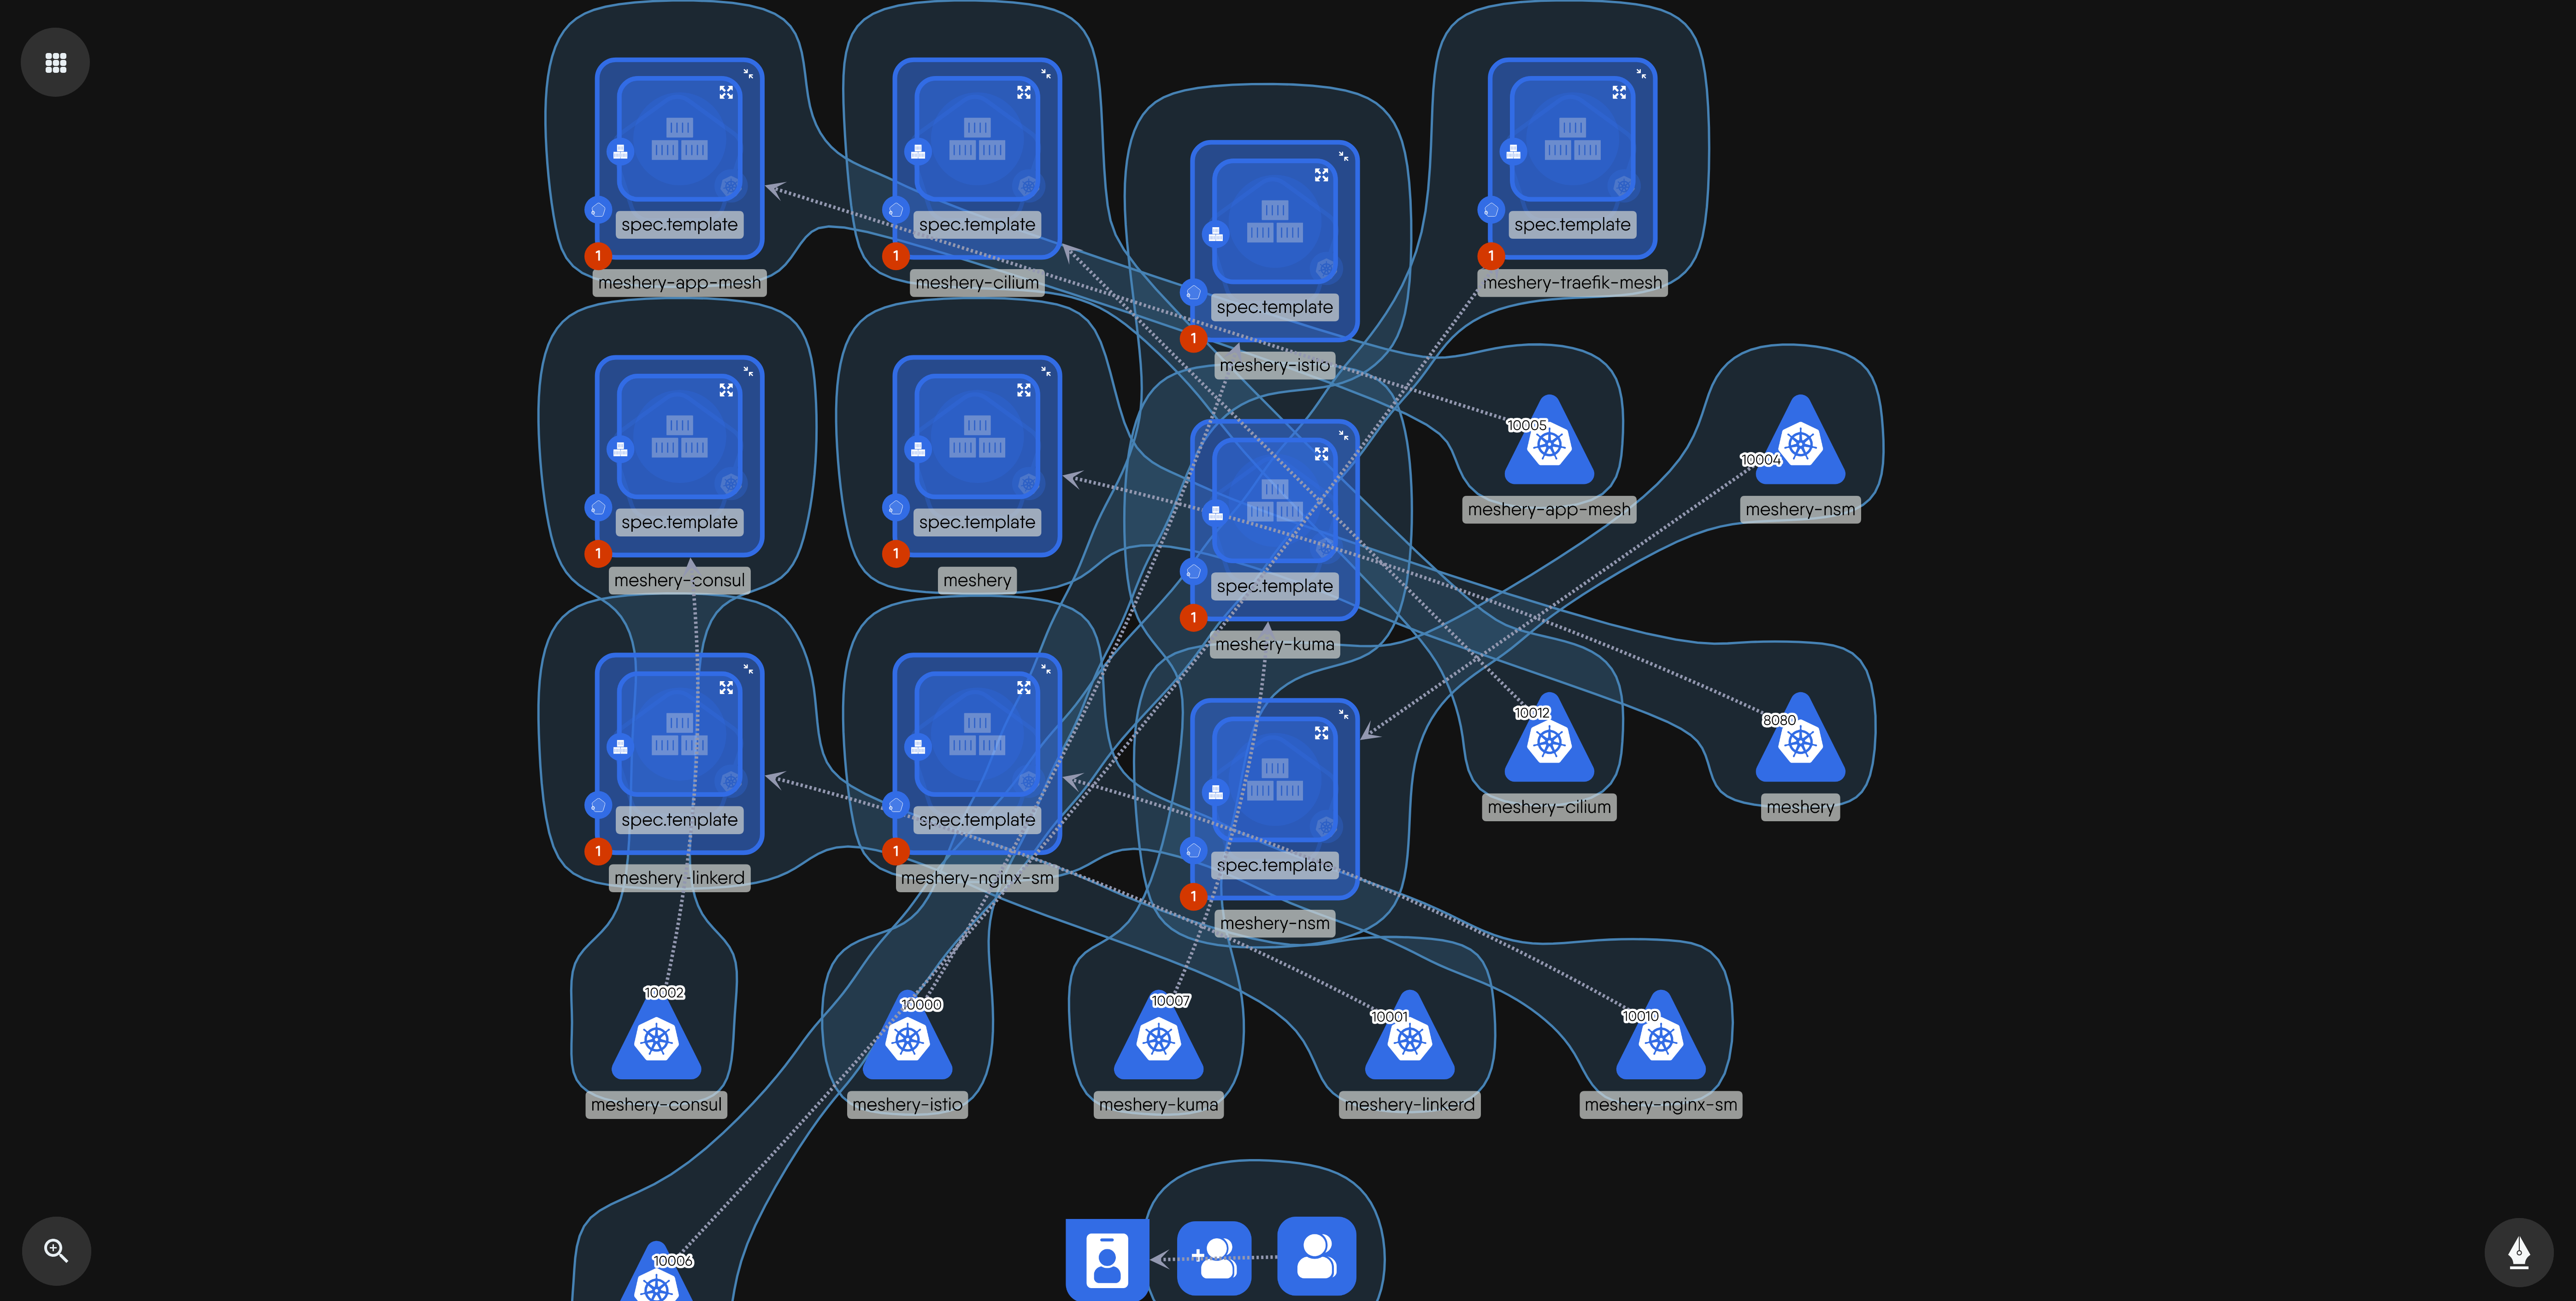 spec.template
1
meshery-app-mesh
spec.template
1
meshery-cilium
spec.template
1
meshery-istio
spec.template
1
meshery-traefik-mesh
spec.template
1
meshery-consul
spec.template
1
meshery
spec.template
1
meshery-kuma
10005
meshery-app-mesh
10004
meshery-nsm
spec.template
1
meshery-linkerd
spec.template
1
meshery-nginx-sm
spec.template
1
meshery-nsm
10012
meshery-cilium
8080
meshery
10002
meshery-consul
10000
meshery-istio
10007
meshery-kuma
10001
meshery-linkerd
10010
meshery-nginx-sm
10006